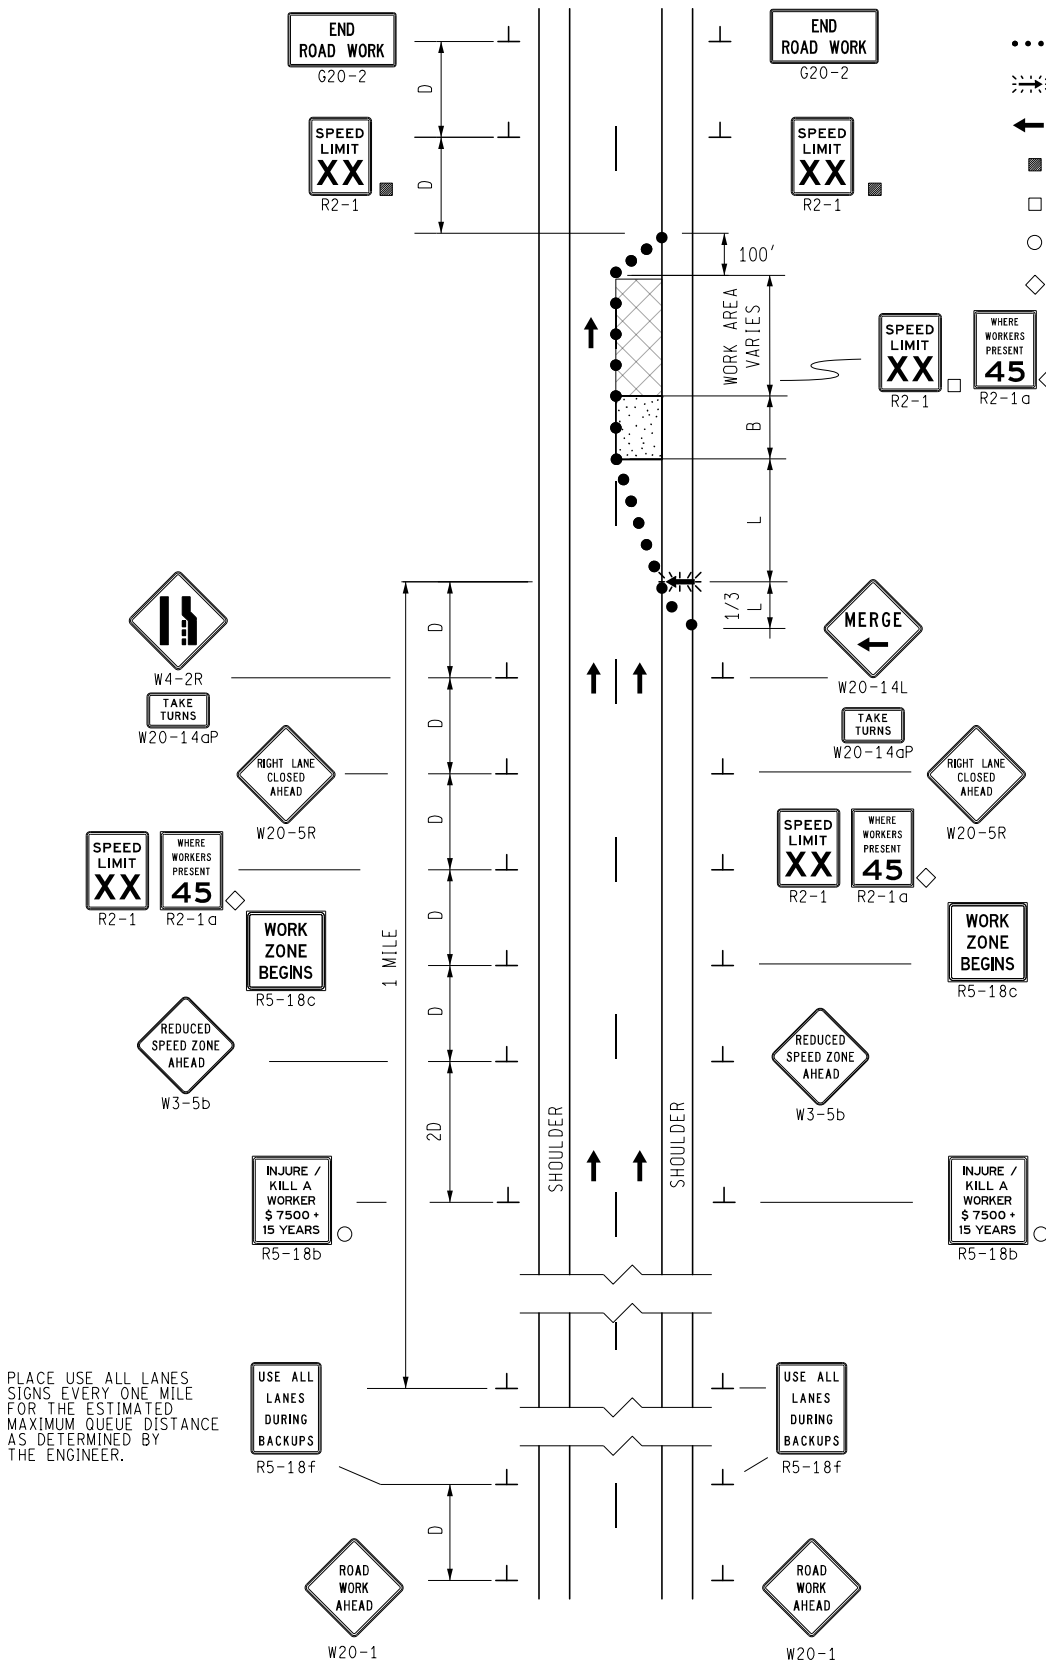 END
ROAD WORK
G20-2
END
ROAD WORK
G20-2
D
SPEED
LIMIT
XX
R2-1
SPEED
LIMIT
XX
R2-1
D
100'
WORK AREA
VARIES
SPEED
LIMIT
XX
R2-1
WHERE
WORKERS
PRESENT
45
R2-1a
B
L
1/3
L
D
W4-2R
TAKE
TURNS
W20-14aP
MERGE
W20-14L
TAKE
TURNS
W20-14aP
D
RIGHT LANE
CLOSED
AHEAD
W20-5R
RIGHT LANE
CLOSED
AHEAD
W20-5R
D
SPEED
LIMIT
XX
R2-1
WHERE
WORKERS
PRESENT
45
R2-1a
SPEED
LIMIT
XX
R2-1
WHERE
WORKERS
PRESENT
45
R2-1a
D
1 MILE
WORK
ZONE
BEGINS
R5-18c
WORK
ZONE
BEGINS
R5-18c
D
REDUCED
SPEED ZONE
AHEAD
W3-5b
REDUCED
SPEED ZONE
AHEAD
W3-5b
2D
SHOULDER
SHOULDER
INJURE /
KILL A
WORKER
$ 7500 +
15 YEARS
R5-18b
INJURE /
KILL A
WORKER
$ 7500 +
15 YEARS
R5-18b
PLACE USE ALL LANES
SIGNS EVERY ONE MILE
FOR THE ESTIMATED
MAXIMUM QUEUE DISTANCE
AS DETERMINED BY
THE ENGINEER.
USE ALL
LANES
DURING
BACKUPS
R5-18f
USE ALL
LANES
DURING
BACKUPS
R5-18f
D
ROAD
WORK
AHEAD
W20-1
ROAD
WORK
AHEAD
W20-1